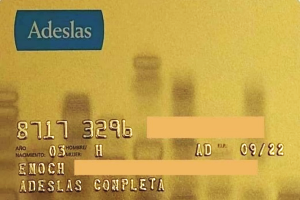 Adeslas
8717 3296
AÑO NACIMIENTO: 03 HOMBRE/MUJER: H AD F.I.P. 09/22
ENOCH
ADESLAS COMPLETA